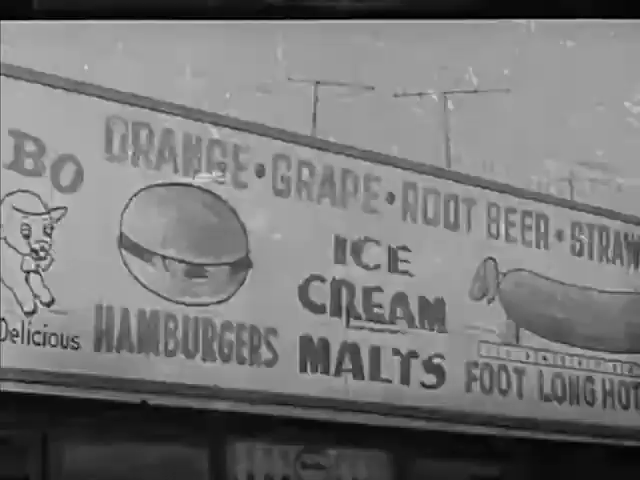 ORANGE • GRAPE • ROOT BEER • STRAW
BO
ICE
CREAM
MALTS
Delicious
HAMBURGERS
FOOT LONG HOT